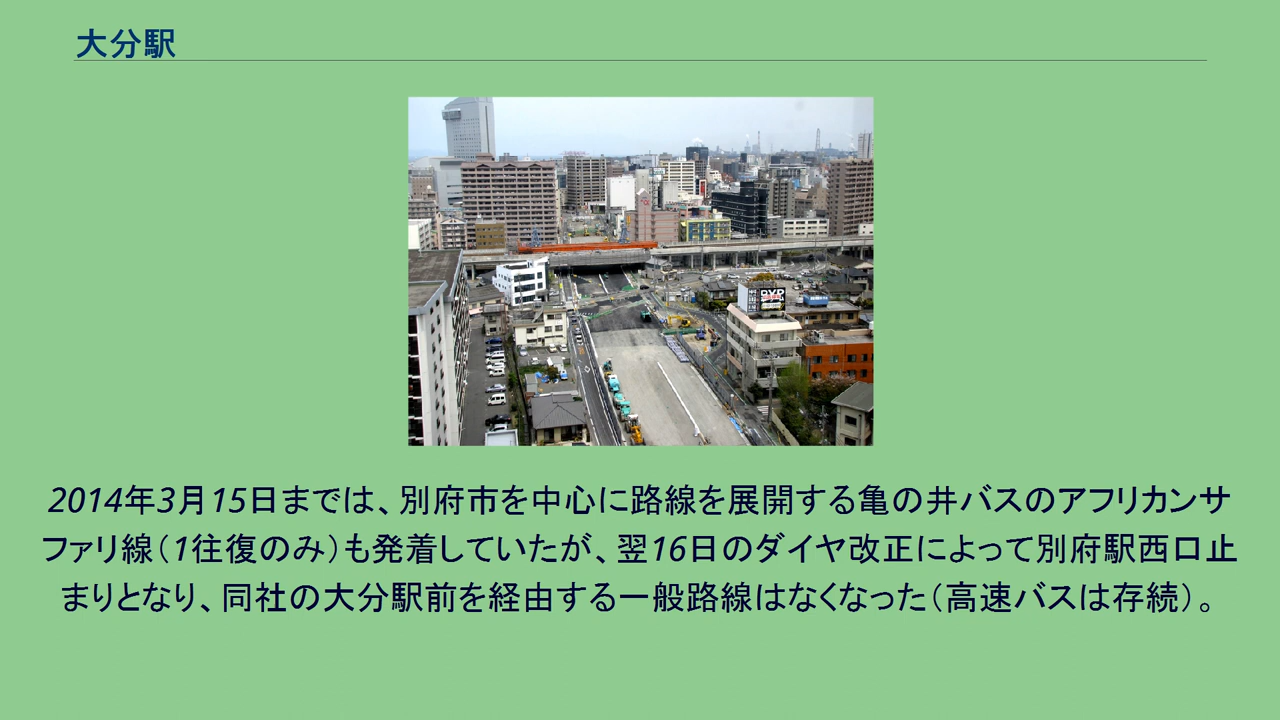 大分駅
DVD
2014年3月15日までは、別府市を中心に路線を展開する亀の井バスのアフリカンサ
ファリ線（1往復のみ）も発着していたが、翌16日のダイヤ改正によって別府駅西口止
まりとなり、同社の大分駅前を経由する一般路線はなくなった（高速バスは存続）。